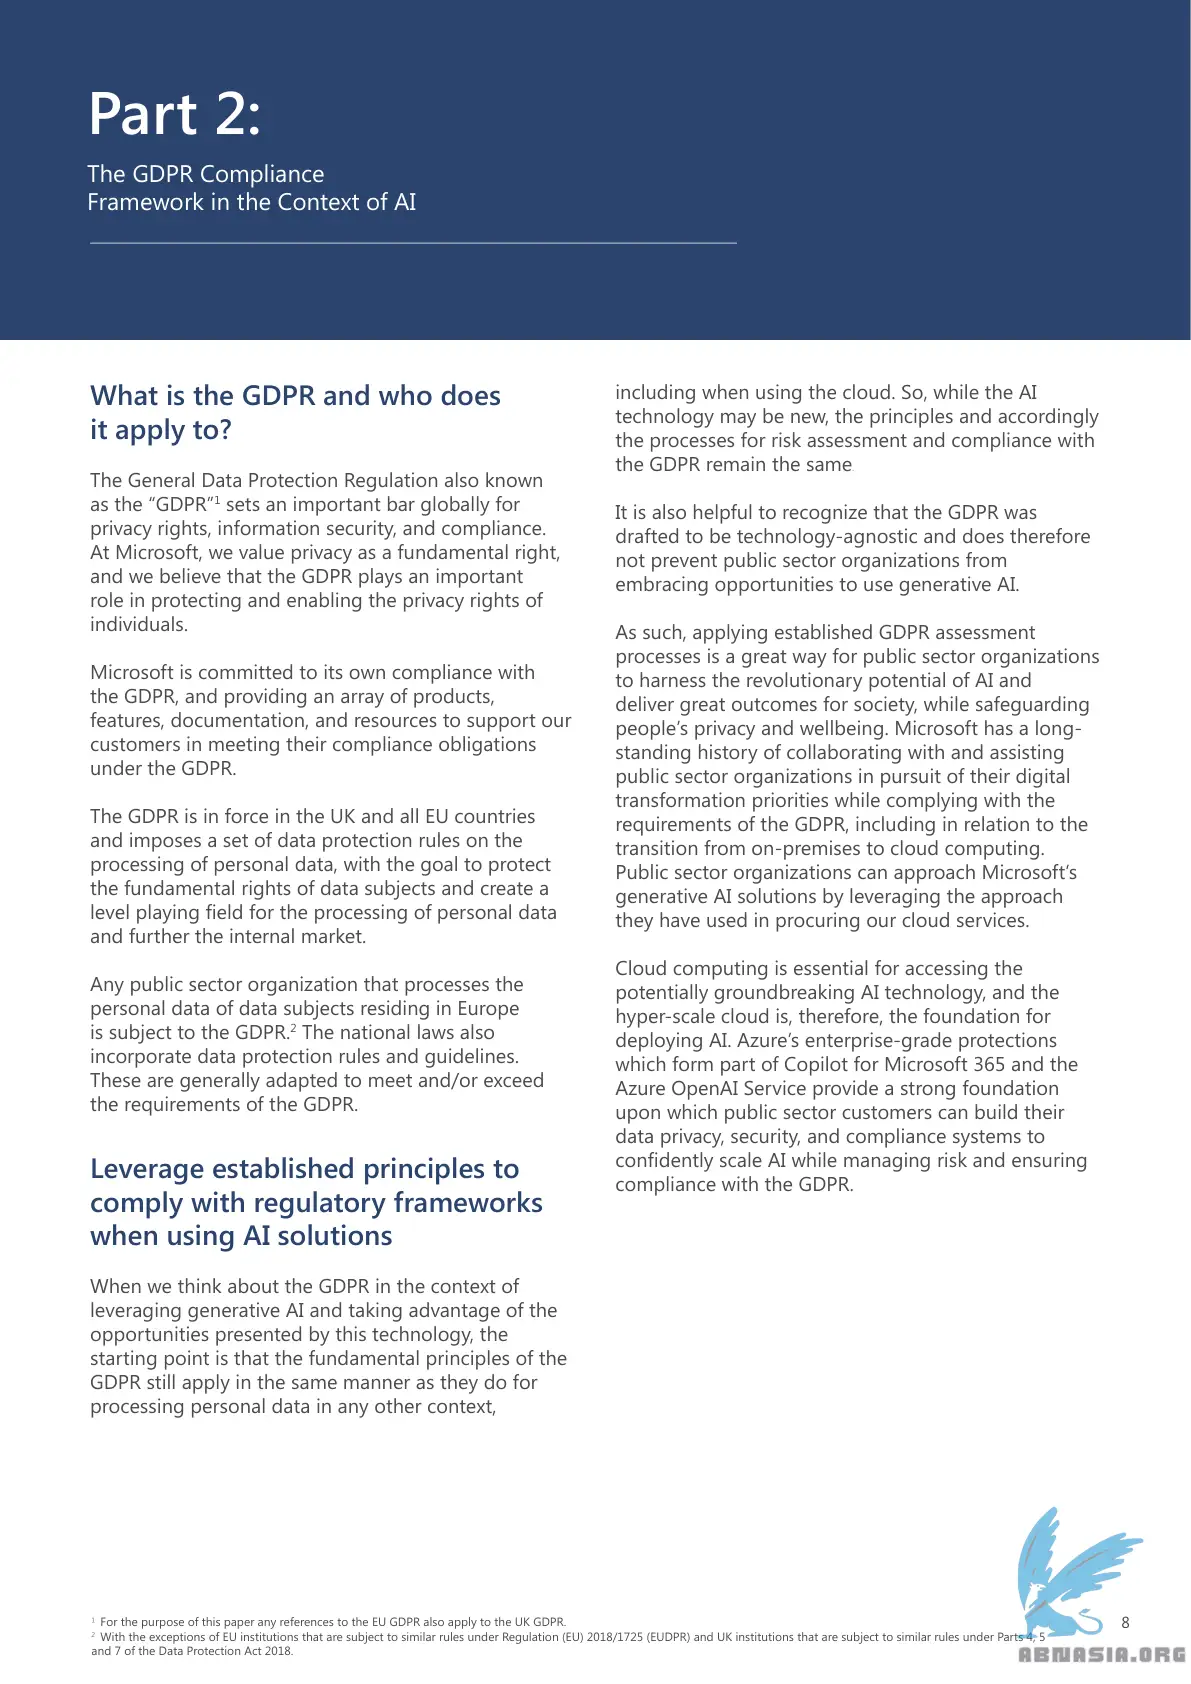 Part 2:
The GDPR Compliance
Framework in the Context of AI
What is the GDPR and who does
it apply to?
The General Data Protection Regulation also known
as the “GDPR”1 sets an important bar globally for
privacy rights, information security, and compliance.
At Microsoft, we value privacy as a fundamental right,
and we believe that the GDPR plays an important
role in protecting and enabling the privacy rights of
individuals.
Microsoft is committed to its own compliance with
the GDPR, and providing an array of products,
features, documentation, and resources to support our
customers in meeting their compliance obligations
under the GDPR.
The GDPR is in force in the UK and all EU countries
and imposes a set of data protection rules on the
processing of personal data, with the goal to protect
the fundamental rights of data subjects and create a
level playing field for the processing of personal data
and further the internal market.
Any public sector organization that processes the
personal data of data subjects residing in Europe
is subject to the GDPR.2 The national laws also
incorporate data protection rules and guidelines.
These are generally adapted to meet and/or exceed
the requirements of the GDPR.
Leverage established principles to
comply with regulatory frameworks
when using AI solutions
When we think about the GDPR in the context of
leveraging generative AI and taking advantage of the
opportunities presented by this technology, the
starting point is that the fundamental principles of the
GDPR still apply in the same manner as they do for
processing personal data in any other context,
including when using the cloud. So, while the AI
technology may be new, the principles and accordingly
the processes for risk assessment and compliance with
the GDPR remain the same
It is also helpful to recognize that the GDPR was
drafted to be technology-agnostic and does therefore
not prevent public sector organizations from
embracing opportunities to use generative AI.
As such, applying established GDPR assessment
processes is a great way for public sector organizations
to harness the revolutionary potential of AI and
deliver great outcomes for society, while safeguarding
people’s privacy and wellbeing. Microsoft has a long-
standing history of collaborating with and assisting
public sector organizations in pursuit of their digital
transformation priorities while complying with the
requirements of the GDPR, including in relation to the
transition from on-premises to cloud computing.
Public sector organizations can approach Microsoft’s
generative AI solutions by leveraging the approach
they have used in procuring our cloud services.
Cloud computing is essential for accessing the
potentially groundbreaking AI technology, and the
hyper-scale cloud is, therefore, the foundation for
deploying AI. Azure’s enterprise-grade protections
which form part of Copilot for Microsoft 365 and the
Azure OpenAI Service provide a strong foundation
upon which public sector customers can build their
data privacy, security, and compliance systems to
confidently scale AI while managing risk and ensuring
compliance with the GDPR.
1 For the purpose of this paper any references to the EU GDPR also apply to the UK GDPR.
2 With the exceptions of EU institutions that are subject to similar rules under Regulation (EU) 2018/1725 (EUDPR) and UK institutions that are subject to similar rules under Parts 4, 5
and 7 of the Data Protection Act 2018.
8
ABNASIA.ORG